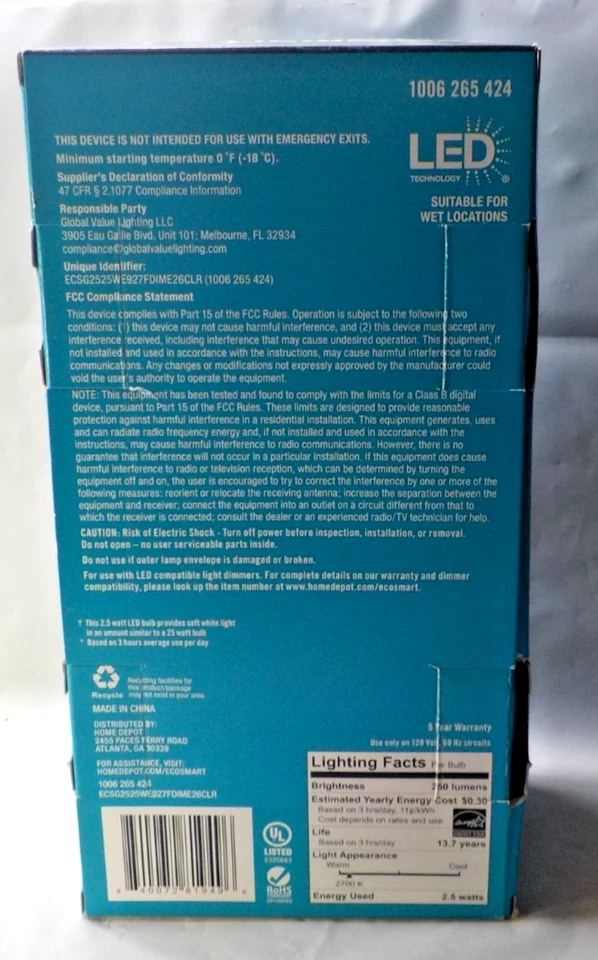 1006 265 424
LED
TECHNOLOGY
®
SUITABLE FOR
WET LOCATIONS
THIS DEVICE IS NOT INTENDED FOR USE WITH EMERGENCY EXITS.
Minimum starting temperature 0 °F (-18 °C).
Supplier's Declaration of Conformity
47 CFR § 2.1077 Compliance Information
Responsible Party
Global Value Lighting LLC
3905 Eau Gallie Blvd, Unit 101; Melbourne, FL 32934
compliance@globalvaluelighting.com
Unique Identifier:
ECSG2525WE927FDIME26CLR (1006 265 424)
FCC Compliance Statement
This device complies with Part 15 of the FCC Rules. Operation is subject to the following two
conditions: (1) this device may not cause harmful interference, and (2) this device must accept any
interference received, including interference that may cause undesired operation. This equipment, if
not installed and used in accordance with the instructions, may cause harmful interference to radio
communications. Any changes or modifications not expressly approved by the manufacturer could
void the user's authority to operate the equipment.
NOTE: This equipment has been tested and found to comply with the limits for a Class B digital
device, pursuant to Part 15 of the FCC Rules. These limits are designed to provide reasonable
protection against harmful interference in a residential installation. This equipment generates, uses
and can radiate radio frequency energy and, if not installed and used in accordance with the
instructions, may cause harmful interference to radio communications. However, there is no
guarantee that interference will not occur in a particular installation. If this equipment does cause
harmful interference to radio or television reception, which can be determined by turning the
equipment off and on, the user is encouraged to try to correct the interference by one or more of the
following measures: reorient or relocate the receiving antenna; increase the separation between the
equipment and receiver; connect the equipment into an outlet on a circuit different from that to
which the receiver is connected; consult the dealer or an experienced radio/TV technician for help.
CAUTION: Risk of Electric Shock - Turn off power before inspection, installation, or removal.
Do not open – no user serviceable parts inside.
Do not use if outer lamp envelope is damaged or broken.
For use with LED compatible light dimmers. For complete details on our warranty and dimmer
compatibility, please look up the item number at www.homedepot.com/ecosmart.
† This 2.5 watt LED bulb provides soft white light
in an amount similar to a 25 watt bulb
* Based on 3 hours average use per day
Recycle
Recycling facilities for
this product/package
may not exist in your area.
MADE IN CHINA
DISTRIBUTED BY:
HOME DEPOT
2455 PACES FERRY ROAD
ATLANTA, GA 30339
FOR ASSISTANCE, VISIT:
HOMEDEPOT.COM/ECOSMART
1006 265 424
ECSG2525WE927FDIME26CLR
40072 81949
UL
LISTED
RoHS
5 Year Warranty
Use only on 120 Volt, 60 Hz circuits
Lighting Facts Per Bulb
Brightness 250 lumens
Estimated Yearly Energy Cost $0.30
Based on 3 hrs/day, 11¢/kWh
Cost depends on rates and use
ENERGY STAR
Life
Based on 3 hrs/day 13.7 years
Light Appearance
Warm Cool
2700 K
Energy Used 2.5 watts